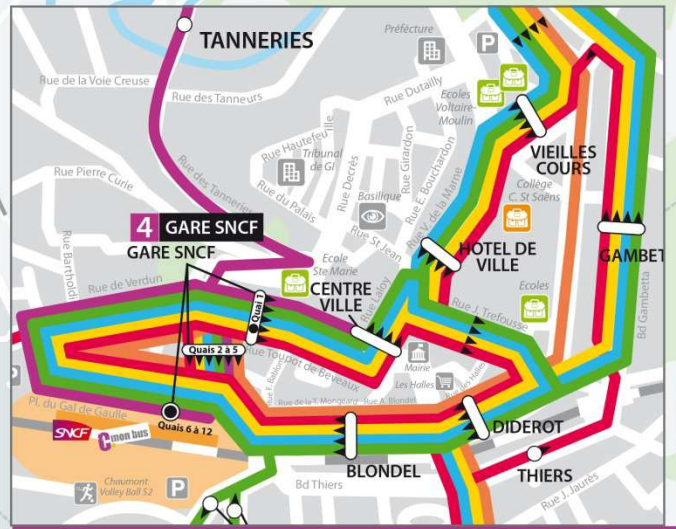 TANNERIES
Préfécture
P
Rue de la Voie Creuse
Rue des Tanneurs
Rue Dutailly
Ecoles
Voltaire-
Moulin
Rue Hautefeuille
Tribunal
de GI
Rue Decrès
Rue Girardon
Rue E. Bouchardon
Rue V. de la Marne
VIEILLES
COURS
Rue Pierre Curie
Rue des Tanneries
Rue du Palais
Basilique
Rue St Jean
Collège
C. St Saëns
4 GARE SNCF
GARE SNCF
HOTEL DE
VILLE
GAMBET
Rue Bartholdi
Rue de Verdun
Ecole
Ste Marie
CENTRE
VILLE
Rue Laloy
Ecoles
Bd Gambetta
Quai 1
Rue J. Trefousse
Quais 2 à 5
Rue Toupot de Beveaux
Mairie
Les Halles
Pl. du Gal de Gaulle
Quais 6 à 12
Rue A. Blondel
SNCF
C'mon bus
DIDEROT
BLONDEL
THIERS
Chaumont
Volley Ball 52
P
Bd Thiers
Rue J. Jaurès